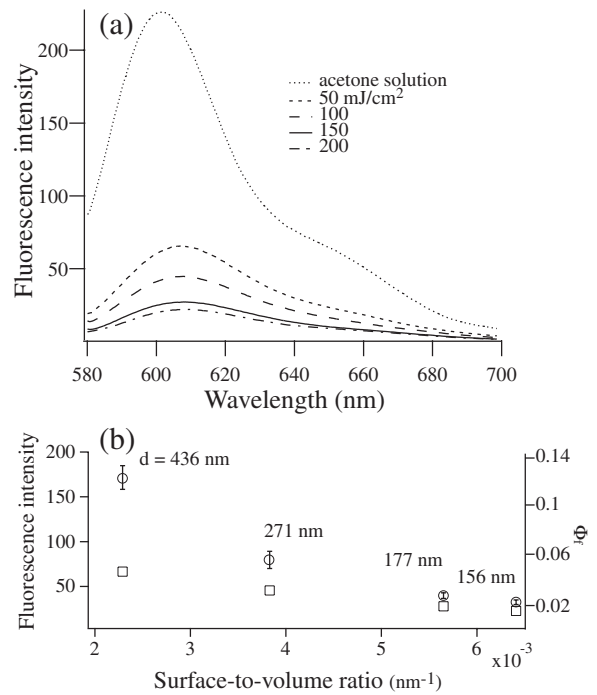 (a)
200
150
100
50
Fluorescence intensity
acetone solution
50 mJ/cm²
100
150
200
580 600 620 640 660 680 700
Wavelength (nm)
(b)
Fluorescence intensity
200
150
100
50
d = 436 nm
271 nm
177 nm
156 nm
0.14
0.1
0.06
0.02
Φf
2 3 4 5 6
x10⁻³
Surface-to-volume ratio (nm⁻¹)